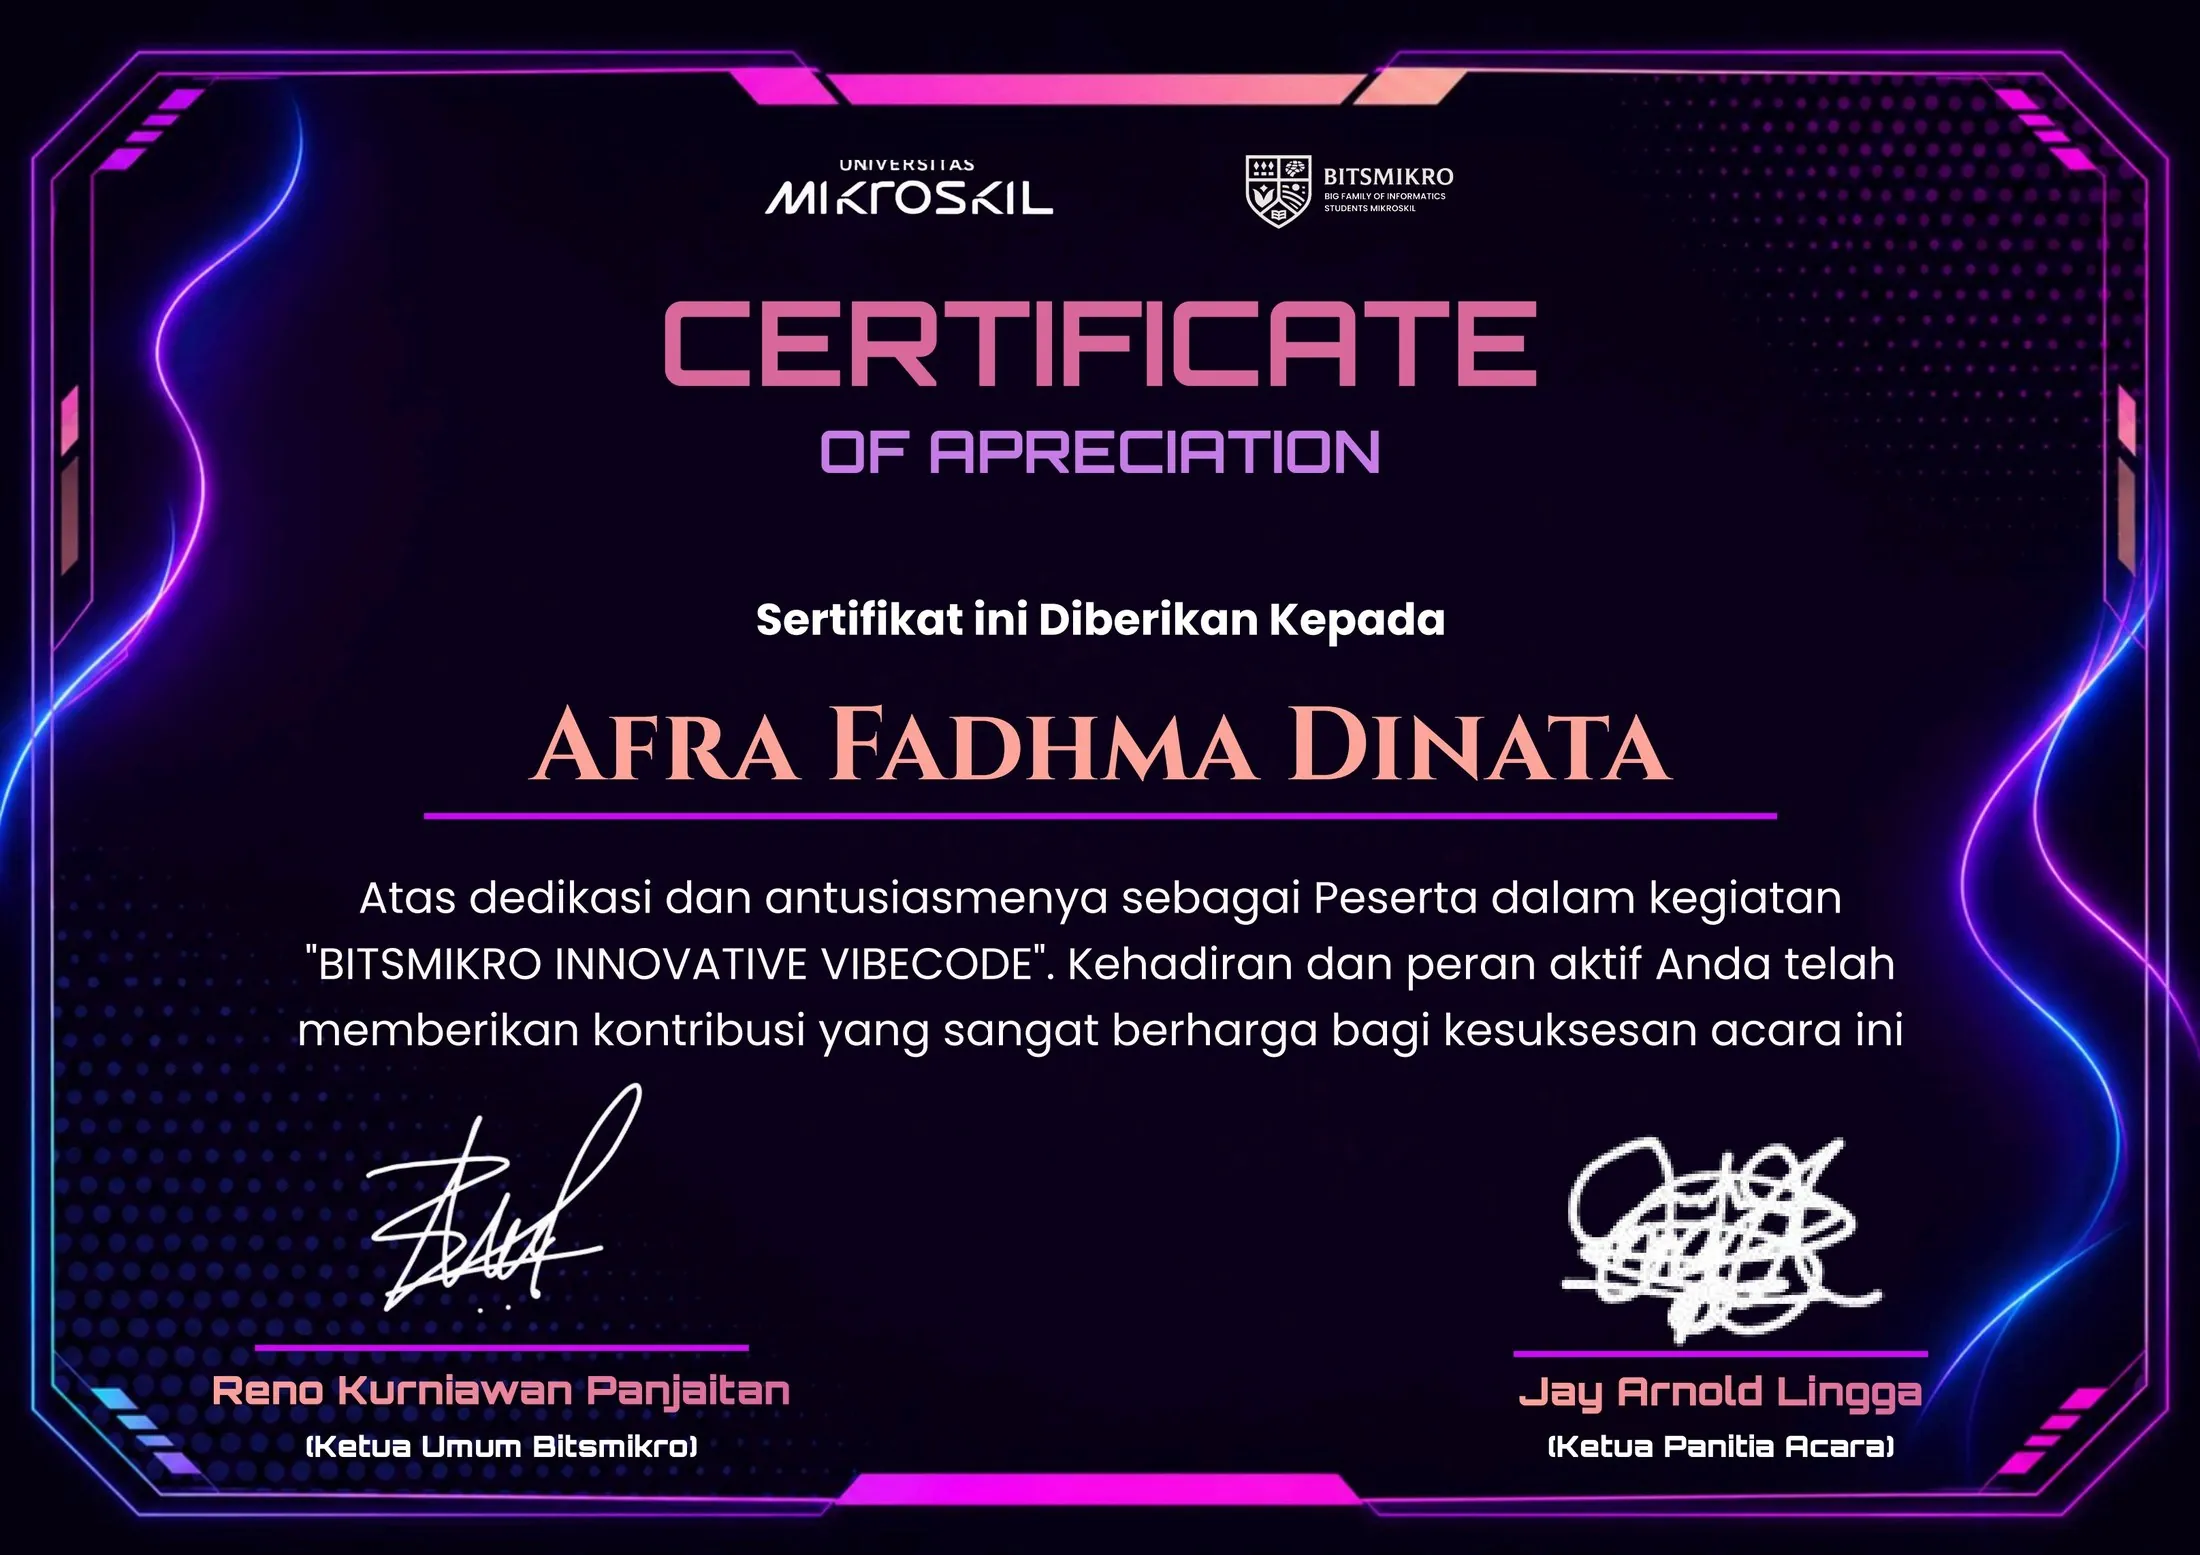 UNIVERSITAS
MIKROSKIL
BITSMIKRO
BIG FAMILY OF INFORMATICS
STUDENTS MIKROSKIL
CERTIFICATE
OF APRECIATION
Sertifikat ini Diberikan Kepada
Afra Fadhma Dinata
Atas dedikasi dan antusiasmenya sebagai Peserta dalam kegiatan
"BITSMIKRO INNOVATIVE VIBECODE". Kehadiran dan peran aktif Anda telah
memberikan kontribusi yang sangat berharga bagi kesuksesan acara ini
Reno Kurniawan Panjaitan
(Ketua Umum Bitsmikro)
Jay Arnold Lingga
(Ketua Panitia Acara)